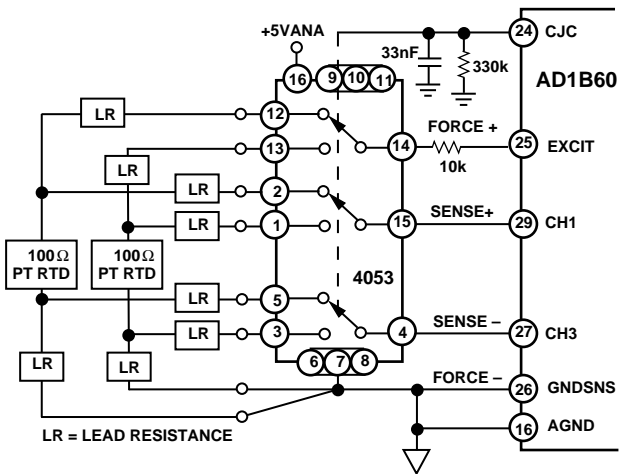 +5VANA
24
CJC
33nF
330k
AD1B60
16
9
10
11
LR
12
FORCE +
25
EXCIT
13
14
10k
LR
LR
2
SENSE+
29
CH1
LR
1
15
100Ω
PT RTD
100Ω
PT RTD
4053
LR
5
SENSE –
27
CH3
LR
3
4
LR
LR
6
7
8
FORCE –
26
GNDSNS
16
AGND
LR = LEAD RESISTANCE